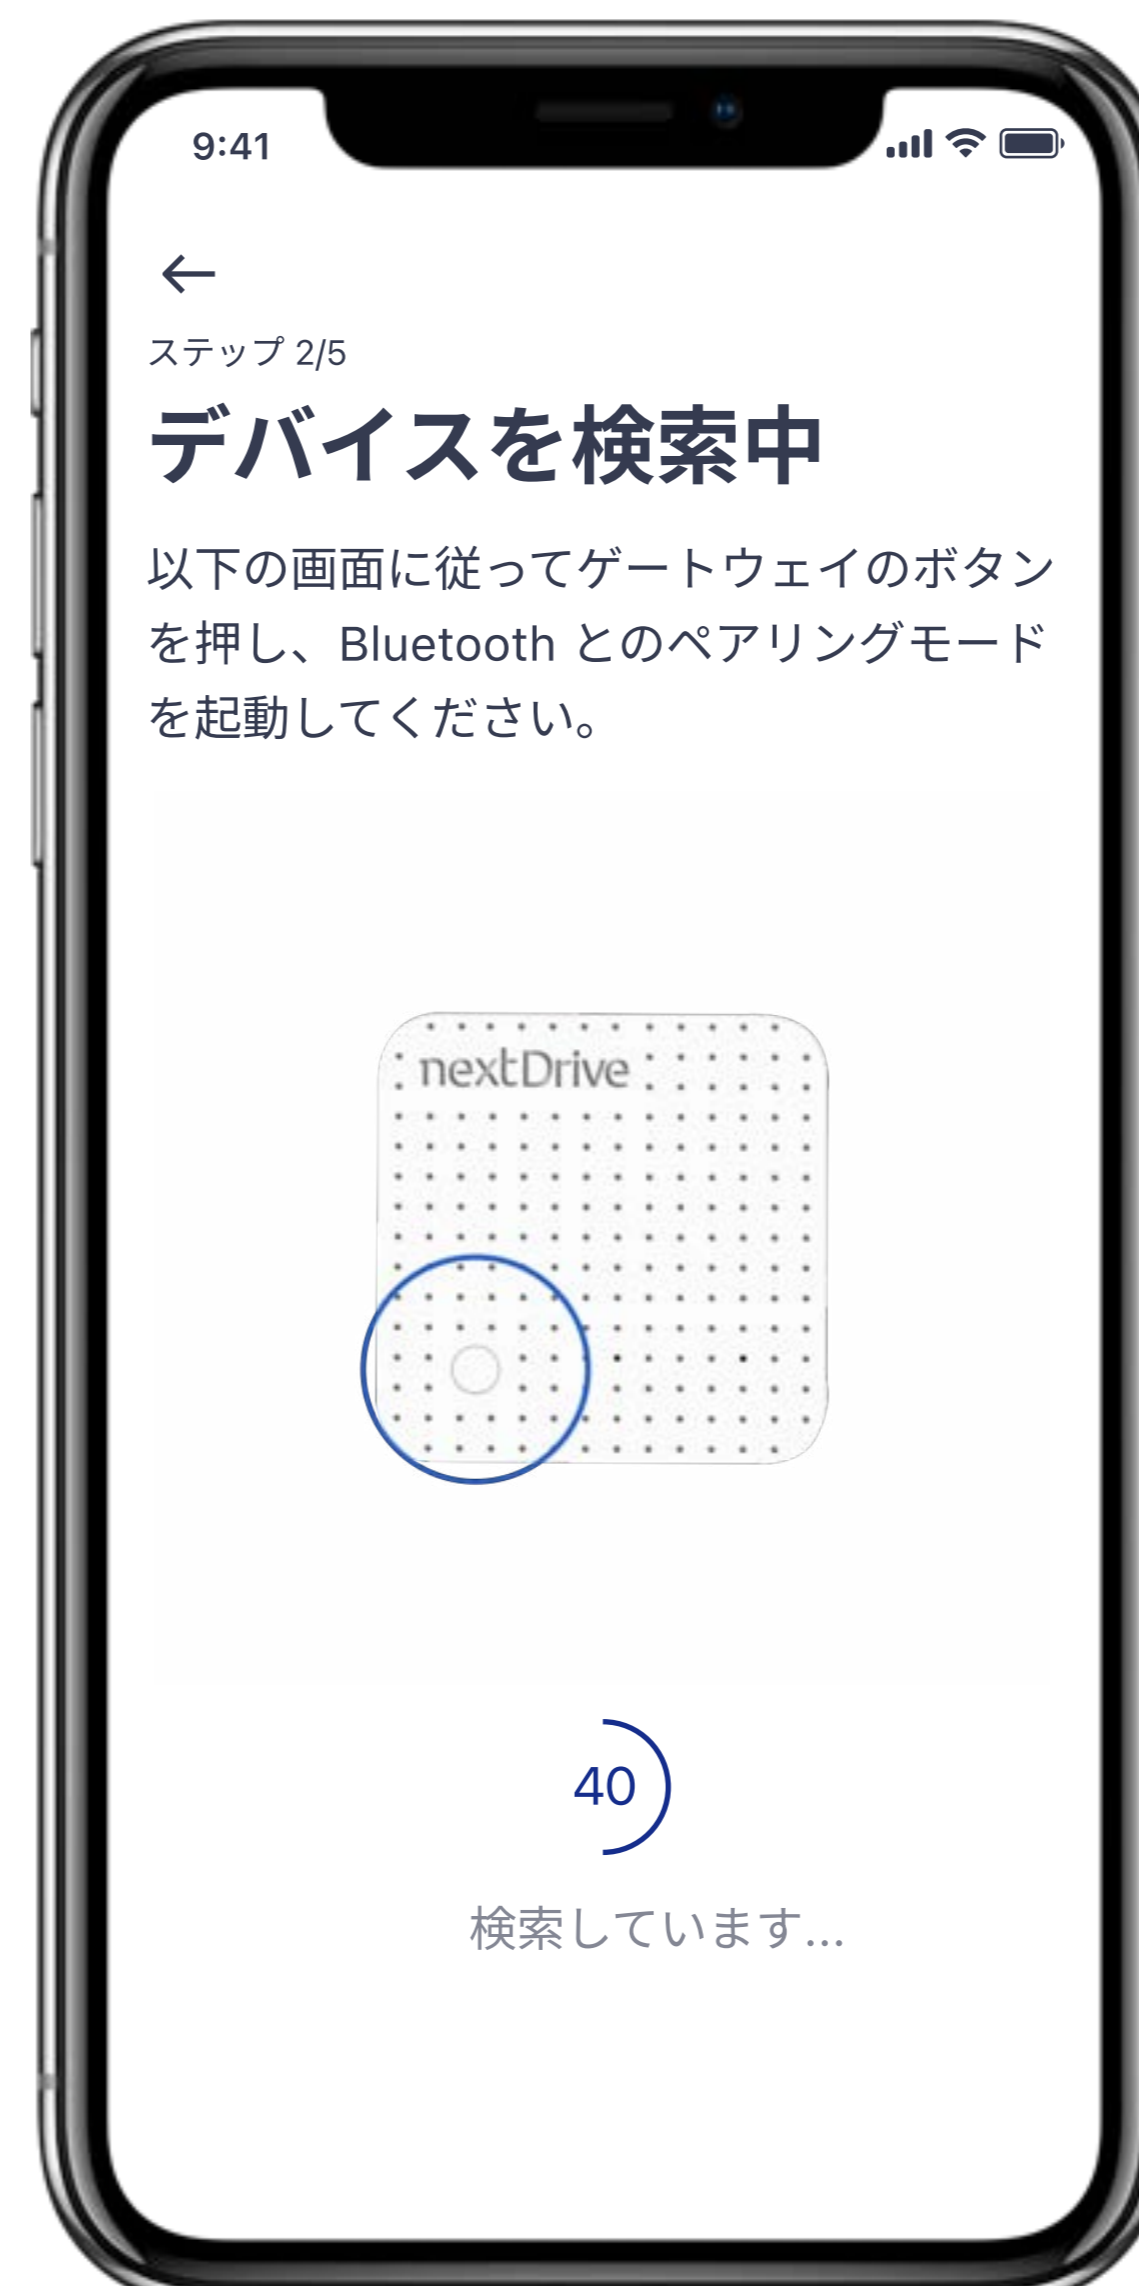 9:41
ステップ 2/5
デバイスを検索中
以下の画面に従ってゲートウェイのボタン
を押し、Bluetooth とのペアリングモード
を起動してください。
nextDrive
40
検索しています...